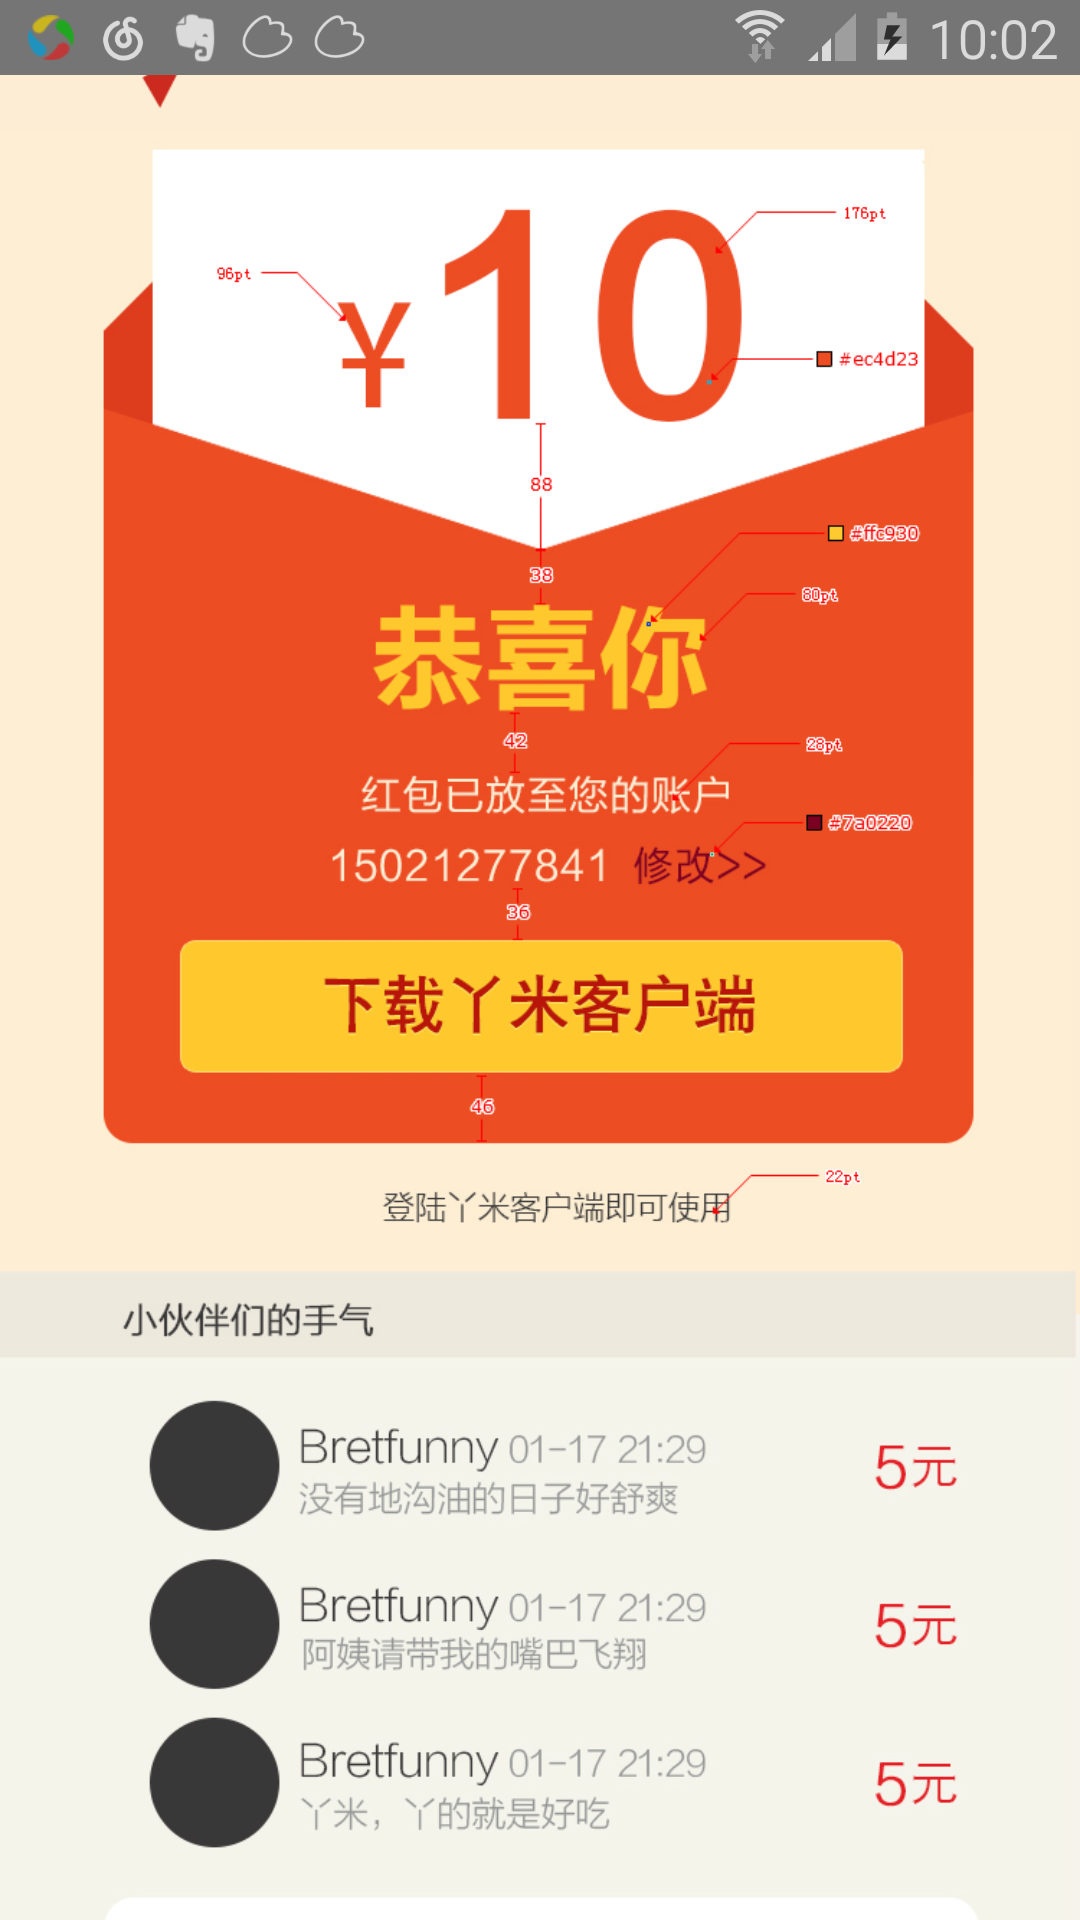 10:02
176pt
96pt
¥10
#ec4d23
88
#ffc930
38
80pt
恭喜你
42
28pt
红包已放至您的账户
#7a0220
15021277841 修改>>
36
下载丫米客户端
46
22pt
登陆丫米客户端即可使用
小伙伴们的手气
Bretfunny 01-17 21:29
5元
没有地沟油的日子好舒爽
Bretfunny 01-17 21:29
5元
阿姨请带我的嘴巴飞翔
Bretfunny 01-17 21:29
5元
丫米，丫的就是好吃